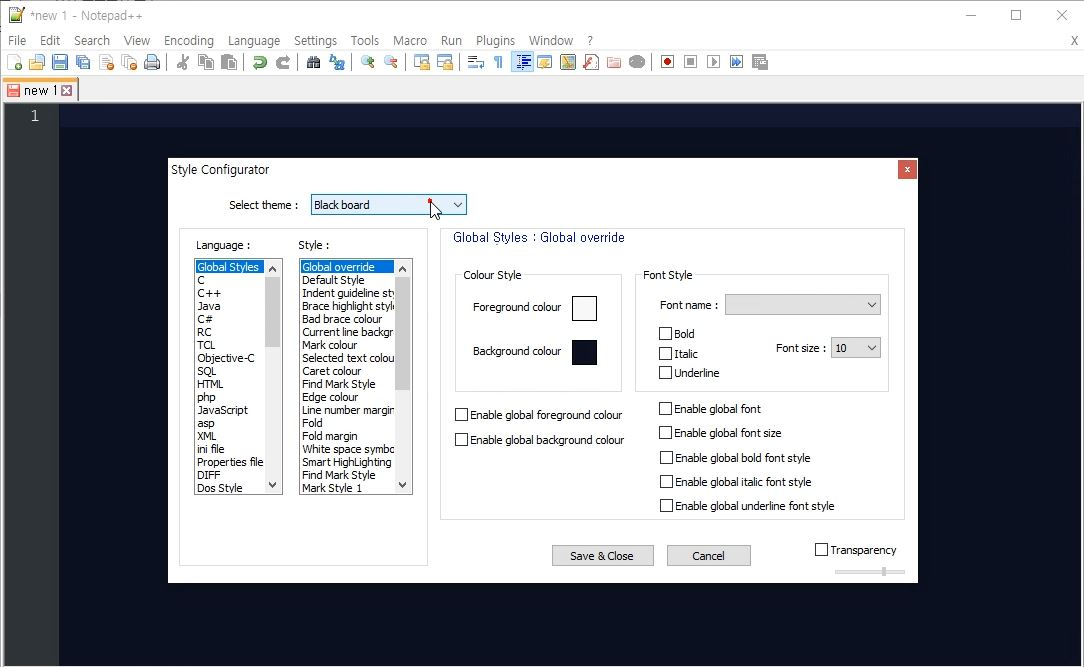 *new 1 - Notepad++
File Edit Search View Encoding Language Settings Tools Macro Run Plugins Window ? X
new 1
1
Style Configurator
Select theme : Black board
Language :
Global Styles
C
C++
Java
C#
RC
TCL
Objective-C
SQL
HTML
php
JavaScript
asp
XML
ini file
Properties file
DIFF
Dos Style
Style :
Global override
Default Style
Indent guideline sty
Brace highlight style
Bad brace colour
Current line backgr
Mark colour
Selected text colou
Caret colour
Find Mark Style
Edge colour
Line number margin
Fold
Fold margin
White space symbo
Smart HighLighting
Find Mark Style
Mark Style 1
Global Styles : Global override
Colour Style
Foreground colour
Background colour
Font Style
Font name :
Bold
Italic
Underline
Font size : 10
Enable global foreground colour
Enable global background colour
Enable global font
Enable global font size
Enable global bold font style
Enable global italic font style
Enable global underline font style
Save & Close
Cancel
Transparency